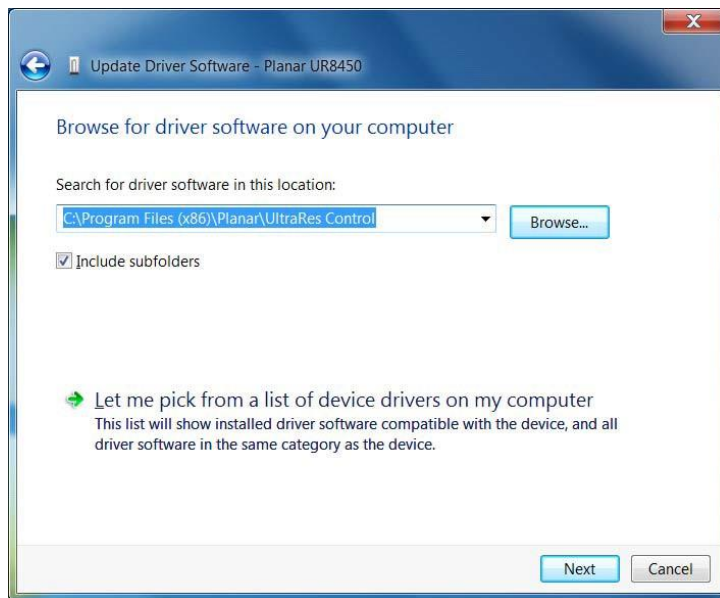 Update Driver Software - Planar UR8450
Browse for driver software on your computer
Search for driver software in this location:
C:\Program Files (x86)\Planar\UltraRes Control
Browse...
Include subfolders
Let me pick from a list of device drivers on my computer
This list will show installed driver software compatible with the device, and all
driver software in the same category as the device.
Next
Cancel